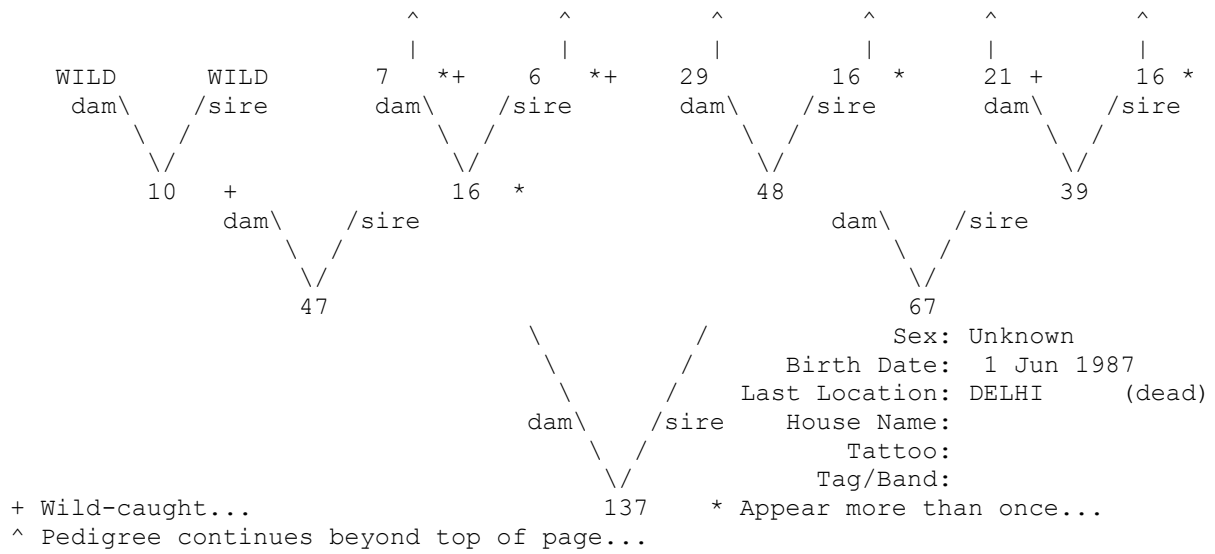 ^ ^ ^ ^ ^ ^
| | | | | |
WILD WILD 7 *+ 6 *+ 29 16 * 21 + 16 *
dam\ /sire dam\ /sire dam\ /sire dam\ /sire
\ / \ / \ / \ /
\/ \/ \/ \/
10 + 16 * 48 39
dam\ /sire dam\ /sire
\ / \ /
\/ \/
47 67
\ / Sex: Unknown
\ / Birth Date: 1 Jun 1987
\ / Last Location: DELHI (dead)
dam\ /sire House Name:
\ / Tattoo:
\/ Tag/Band:
+ Wild-caught... 137 * Appear more than once...
^ Pedigree continues beyond top of page...